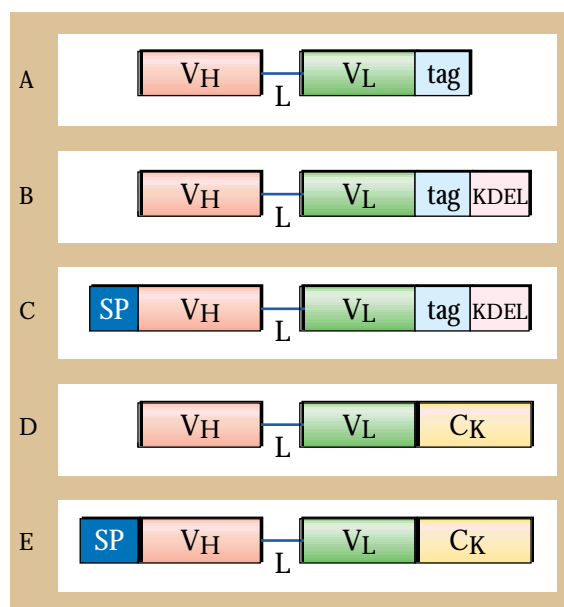 A VH L VL tag
B VH L VL tag KDEL
C SP VH L VL tag KDEL
D VH L VL CK
E SP VH L VL CK